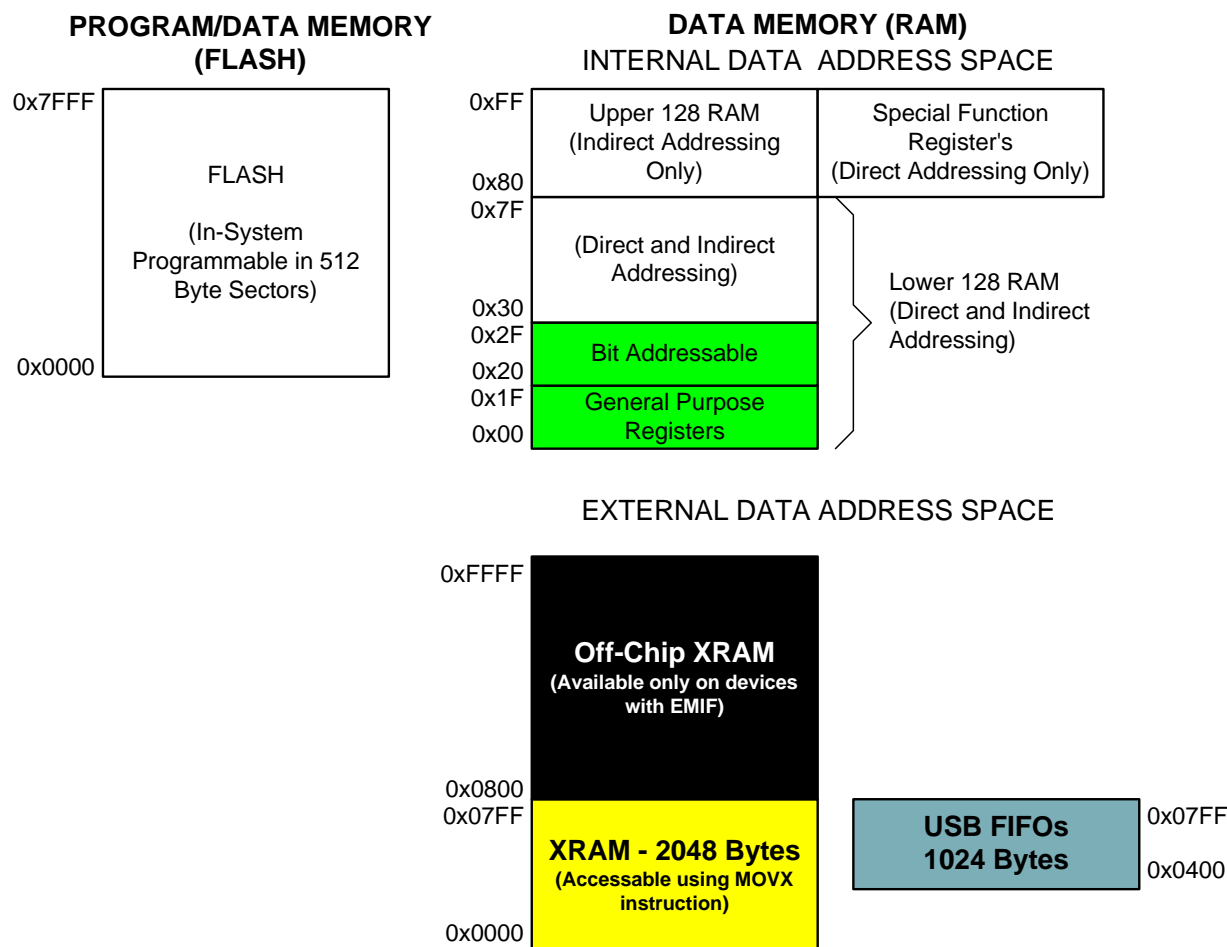 PROGRAM/DATA MEMORY
(FLASH)
0x7FFF
FLASH
(In-System
Programmable in 512
Byte Sectors)
0x0000
DATA MEMORY (RAM)
INTERNAL DATA ADDRESS SPACE
0xFF
Upper 128 RAM
(Indirect Addressing
Only)
0x80
Special Function
Register's
(Direct Addressing Only)
0x7F
(Direct and Indirect
Addressing)
0x30
Lower 128 RAM
(Direct and Indirect
Addressing)
0x2F
Bit Addressable
0x20
0x1F
General Purpose
Registers
0x00
EXTERNAL DATA ADDRESS SPACE
0xFFFF
Off-Chip XRAM
(Available only on devices
with EMIF)
0x0800
0x07FF
XRAM - 2048 Bytes
(Accessable using MOVX
instruction)
0x0000
USB FIFOs
1024 Bytes
0x07FF
0x0400